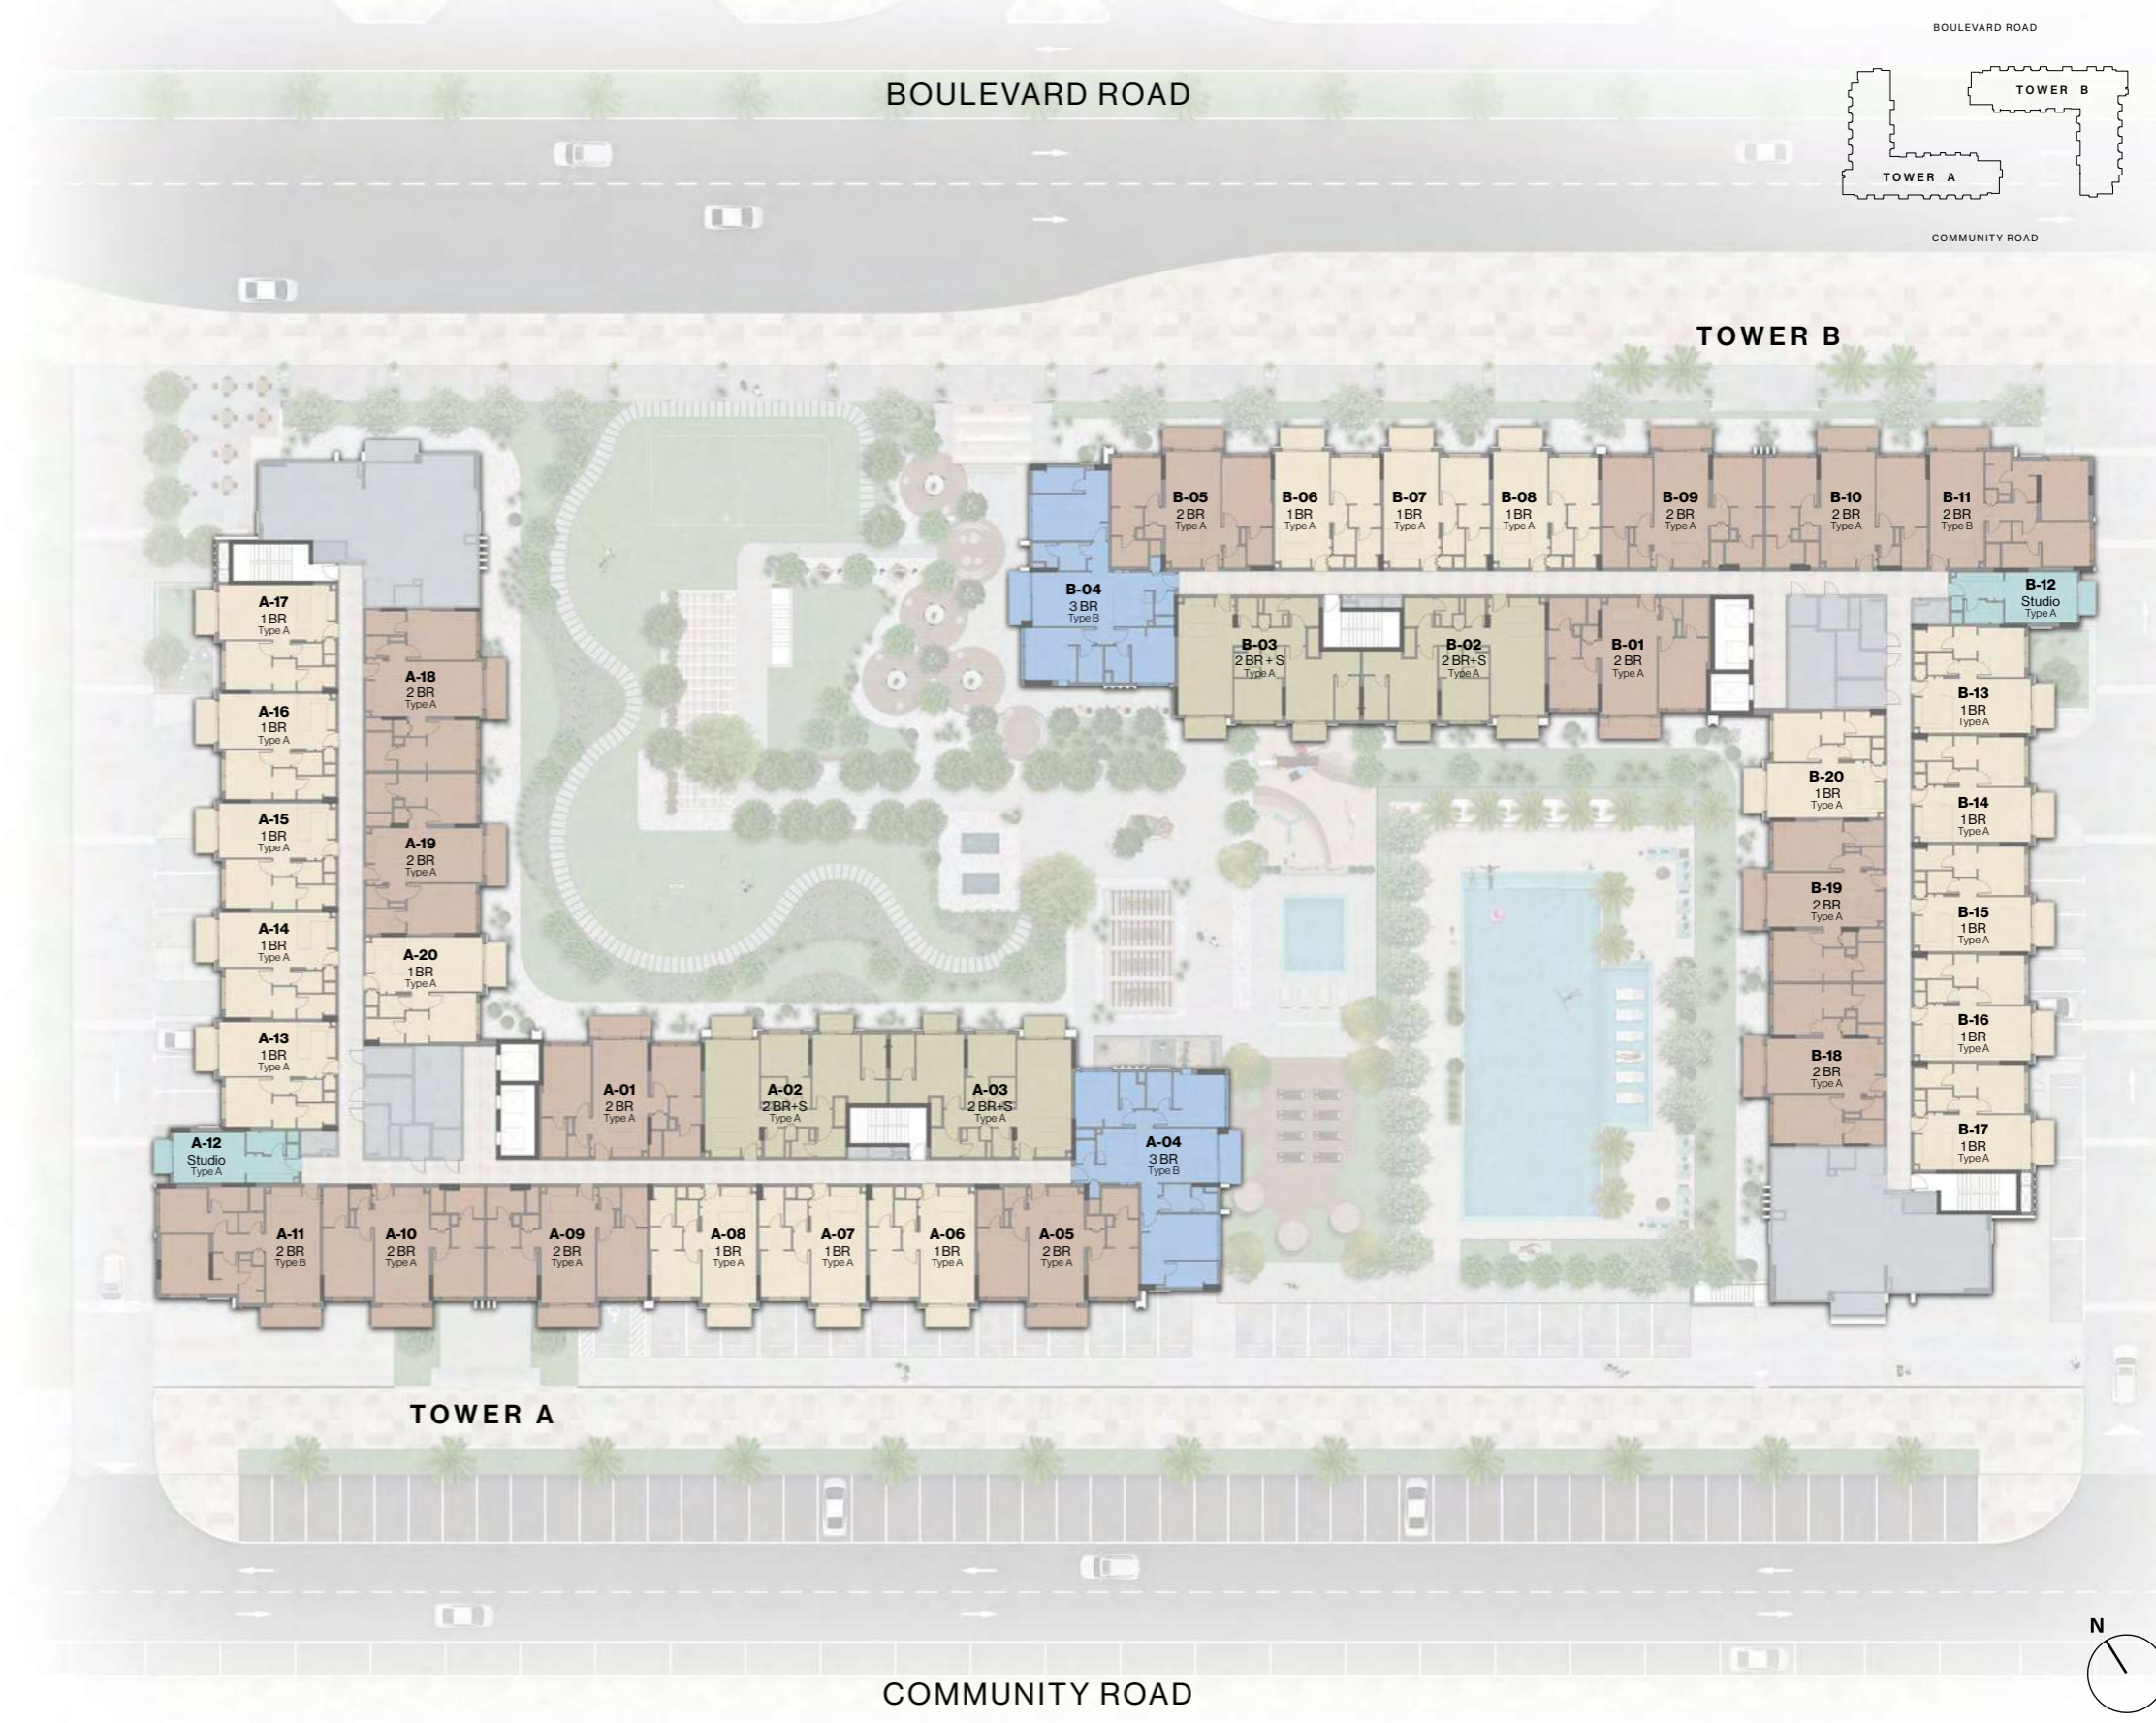 BOULEVARD ROAD
TOWER B
TOWER A
COMMUNITY ROAD
BOULEVARD ROAD
TOWER B
B-05
2 BR
Type A
B-06
1 BR
Type A
B-07
1 BR
Type A
B-08
1 BR
Type A
B-09
2 BR
Type A
B-10
2 BR
Type A
B-11
2 BR
Type B
B-12
Studio
Type A
B-04
3 BR
Type B
B-03
2 BR + S
Type A
B-02
2 BR+S
Type A
B-01
2 BR
Type A
B-13
1 BR
Type A
B-14
1 BR
Type A
B-15
1 BR
Type A
B-16
1 BR
Type A
B-17
1 BR
Type A
B-20
1 BR
Type A
B-19
2 BR
Type A
B-18
2 BR
Type A
A-17
1 BR
Type A
A-16
1 BR
Type A
A-15
1 BR
Type A
A-14
1 BR
Type A
A-13
1 BR
Type A
A-18
2 BR
Type A
A-19
2 BR
Type A
A-20
1 BR
Type A
A-12
Studio
Type A
A-01
2 BR
Type A
A-02
2 BR+S
Type A
A-03
2 BR+S
Type A
A-04
3 BR
Type B
A-11
2 BR
Type B
A-10
2 BR
Type A
A-09
2 BR
Type A
A-08
1 BR
Type A
A-07
1 BR
Type A
A-06
1 BR
Type A
A-05
2 BR
Type A
TOWER A
COMMUNITY ROAD
N